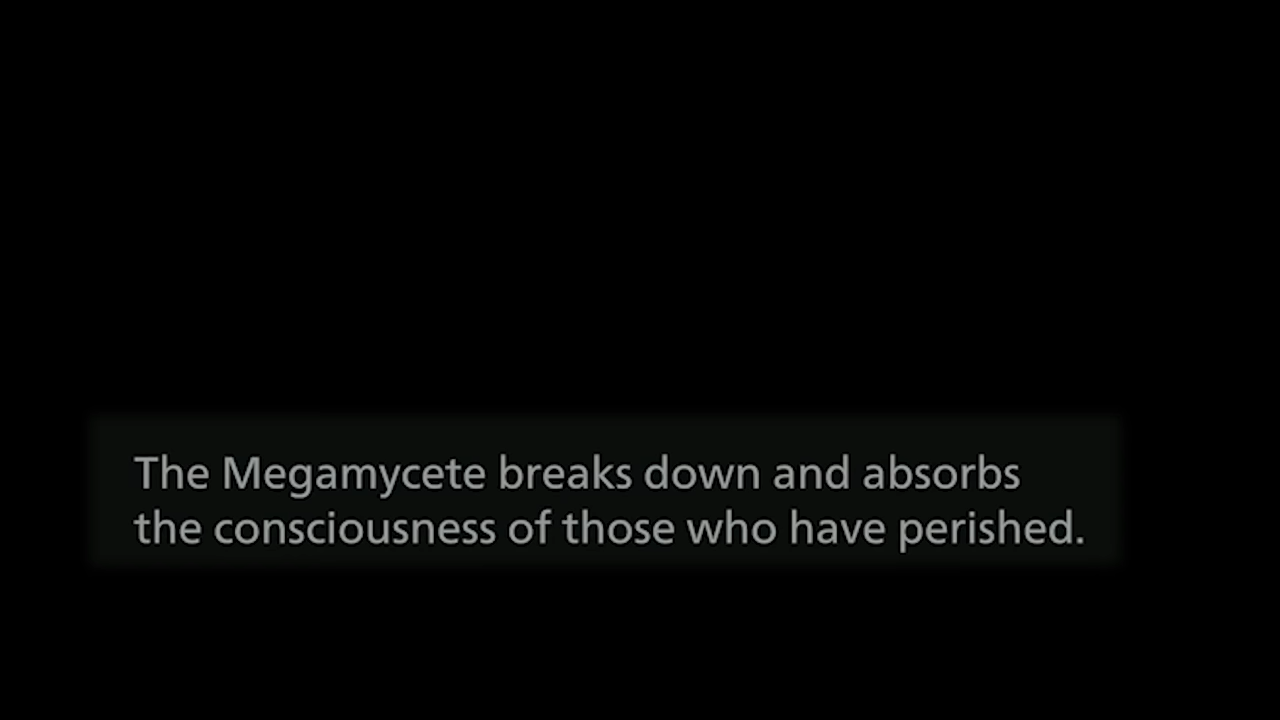 The Megamycete breaks down and absorbs
the consciousness of those who have perished.